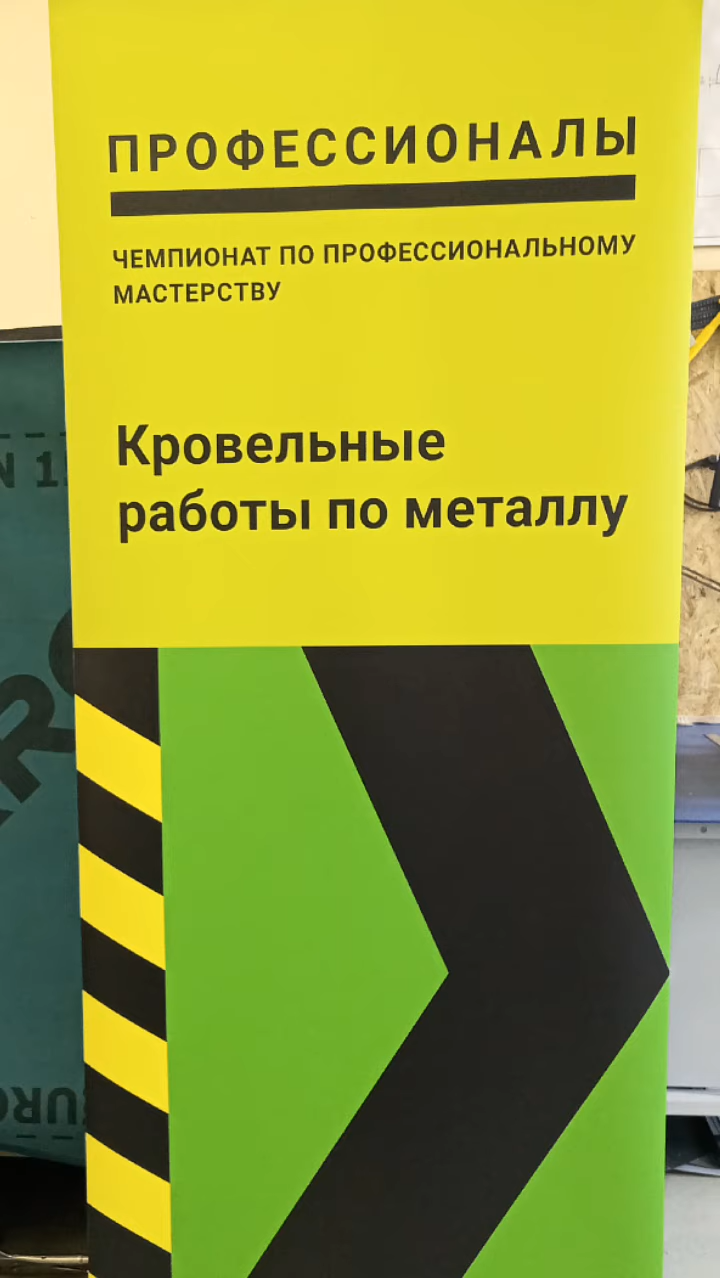 ПРОФЕССИОНАЛЫ
ЧЕМПИОНАТ ПО ПРОФЕССИОНАЛЬНОМУ
МАСТЕРСТВУ
Кровельные
работы по металлу